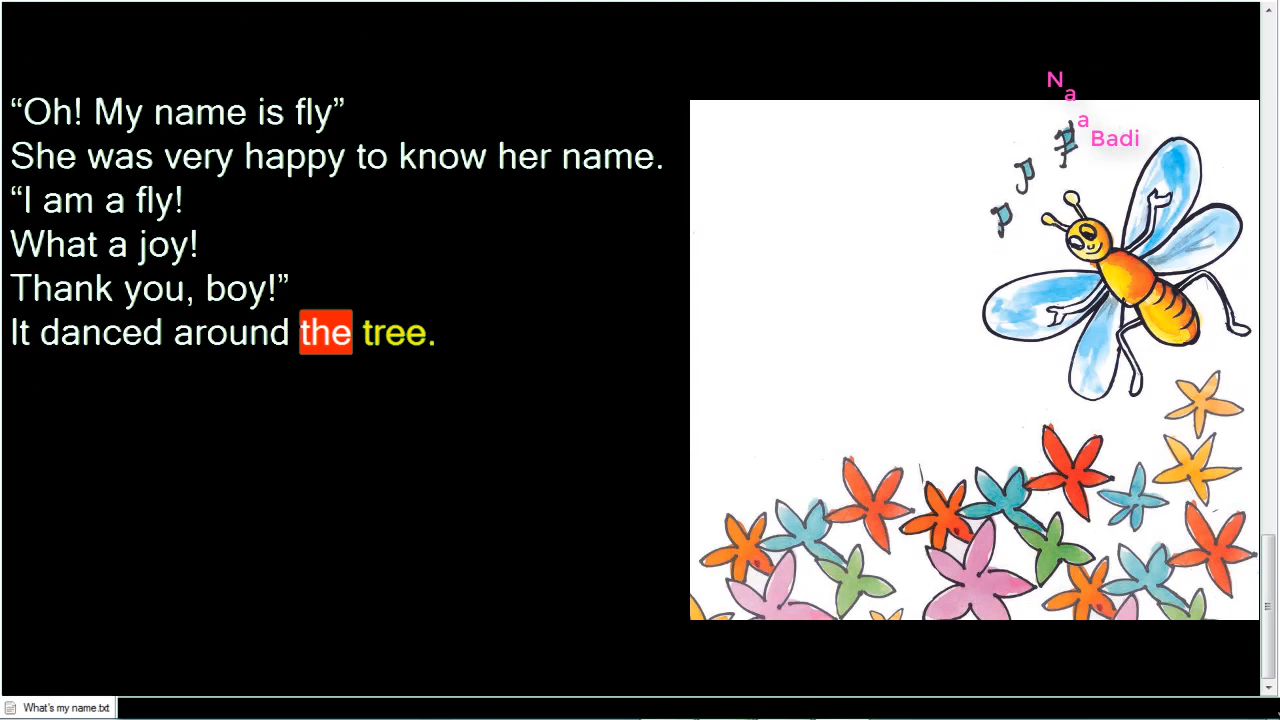 “Oh! My name is fly”
She was very happy to know her name.
“I am a fly!
What a joy!
Thank you, boy!”
It danced around the tree.
N
a
a
Badi
What's my name.txt